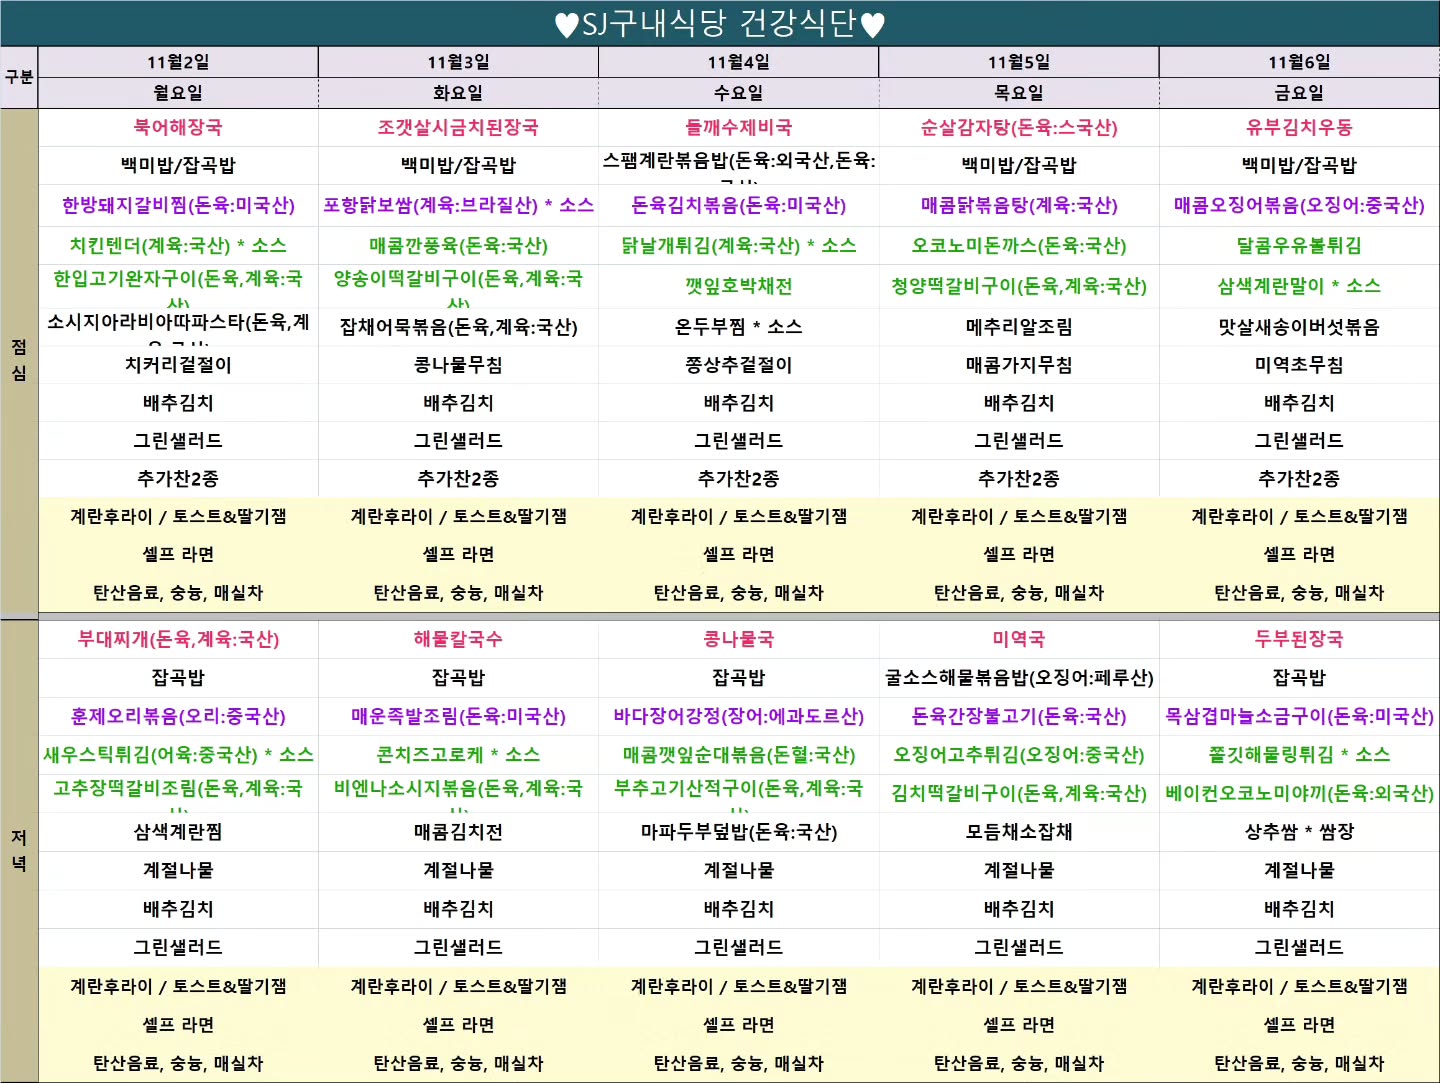 ♥SJ구내식당 건강식단♥
구분 11월2일 11월3일 11월4일 11월5일 11월6일
월요일 화요일 수요일 목요일 금요일
점심
북어해장국 조갯살시금치된장국 들깨수제비국 순살감자탕(돈육:스국산) 유부김치우동
백미밥/잡곡밥 백미밥/잡곡밥 스팸계란볶음밥(돈육:외국산,돈육: 백미밥/잡곡밥 백미밥/잡곡밥
한방돼지갈비찜(돈육:미국산) 포항닭보쌈(계육:브라질산) * 소스 돈육김치볶음(돈육:미국산) 매콤닭볶음탕(계육:국산) 매콤오징어볶음(오징어:중국산)
치킨텐더(계육:국산) * 소스 매콤깐풍육(돈육:국산) 닭날개튀김(계육:국산) * 소스 오코노미돈까스(돈육:국산) 달콤우유볼튀김
한입고기완자구이(돈육,계육:국 양송이떡갈비구이(돈육,계육:국 깻잎호박채전 청양떡갈비구이(돈육,계육:국산) 삼색계란말이 * 소스
산) 산)
소시지아라비아따파스타(돈육,계 잡채어묵볶음(돈육,계육:국산) 온두부찜 * 소스 메추리알조림 맛살새송이버섯볶음
치커리겉절이 콩나물무침 쫑상추겉절이 매콤가지무침 미역초무침
배추김치 배추김치 배추김치 배추김치 배추김치
그린샐러드 그린샐러드 그린샐러드 그린샐러드 그린샐러드
추가찬2종 추가찬2종 추가찬2종 추가찬2종 추가찬2종
계란후라이 / 토스트&딸기잼 계란후라이 / 토스트&딸기잼 계란후라이 / 토스트&딸기잼 계란후라이 / 토스트&딸기잼 계란후라이 / 토스트&딸기잼
셀프 라면 셀프 라면 셀프 라면 셀프 라면 셀프 라면
탄산음료, 숭늉, 매실차 탄산음료, 숭늉, 매실차 탄산음료, 숭늉, 매실차 탄산음료, 숭늉, 매실차 탄산음료, 숭늉, 매실차
저녁
부대찌개(돈육,계육:국산) 해물칼국수 콩나물국 미역국 두부된장국
잡곡밥 잡곡밥 잡곡밥 굴소스해물볶음밥(오징어:페루산) 잡곡밥
훈제오리볶음(오리:중국산) 매운족발조림(돈육:미국산) 바다장어강정(장어:에콰도르산) 돈육간장불고기(돈육:국산) 목삼겹마늘소금구이(돈육:미국산)
새우스틱튀김(어육:중국산) * 소스 콘치즈고로케 * 소스 매콤깻잎순대볶음(돈혈:국산) 오징어고추튀김(오징어:중국산) 쫄깃해물링튀김 * 소스
고추장떡갈비조림(돈육,계육:국 비엔나소시지볶음(돈육,계육:국 부추고기산적구이(돈육,계육:국 김치떡갈비구이(돈육,계육:국산) 베이컨오코노미야끼(돈육:외국산)
삼색계란찜 매콤김치전 마파두부덮밥(돈육:국산) 모듬채소잡채 상추쌈 * 쌈장
계절나물 계절나물 계절나물 계절나물 계절나물
배추김치 배추김치 배추김치 배추김치 배추김치
그린샐러드 그린샐러드 그린샐러드 그린샐러드 그린샐러드
계란후라이 / 토스트&딸기잼 계란후라이 / 토스트&딸기잼 계란후라이 / 토스트&딸기잼 계란후라이 / 토스트&딸기잼 계란후라이 / 토스트&딸기잼
셀프 라면 셀프 라면 셀프 라면 셀프 라면 셀프 라면
탄산음료, 숭늉, 매실차 탄산음료, 숭늉, 매실차 탄산음료, 숭늉, 매실차 탄산음료, 숭늉, 매실차 탄산음료, 숭늉, 매실차